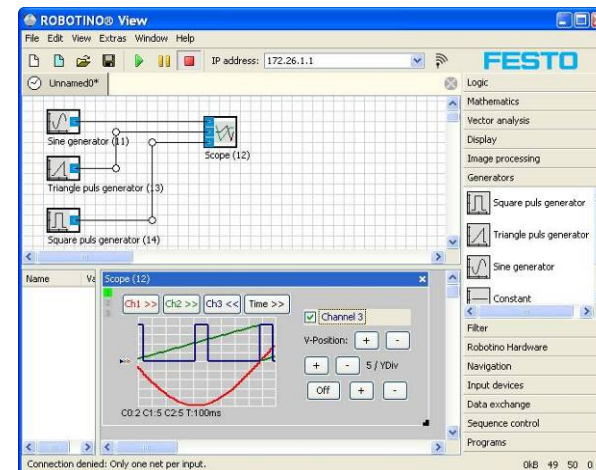 ROBOTINO® View
File Edit View Extras Window Help
IP address: 172.26.1.1
FESTO
Unnamed0*
Logic
Mathematics
Vector analysis
Display
Image processing
Generators
Square puls generator
Triangle puls generator
Sine generator
Constant
Filter
Robotino Hardware
Navigation
Input devices
Data exchange
Sequence control
Programs
Sine generator (11)
Scope (12)
Triangle puls generator (13)
Square puls generator (14)
Name Va
Scope (12)
1
2
3
Ch1 >> Ch2 >> Ch3 << Time >>
Channel 3
V-Position: + -
+ - 5 / YDiv
Off + -
C0:2 C1:5 C2:5 T:100ms
Connection denied: Only one net per input.
0kB 49 50 0